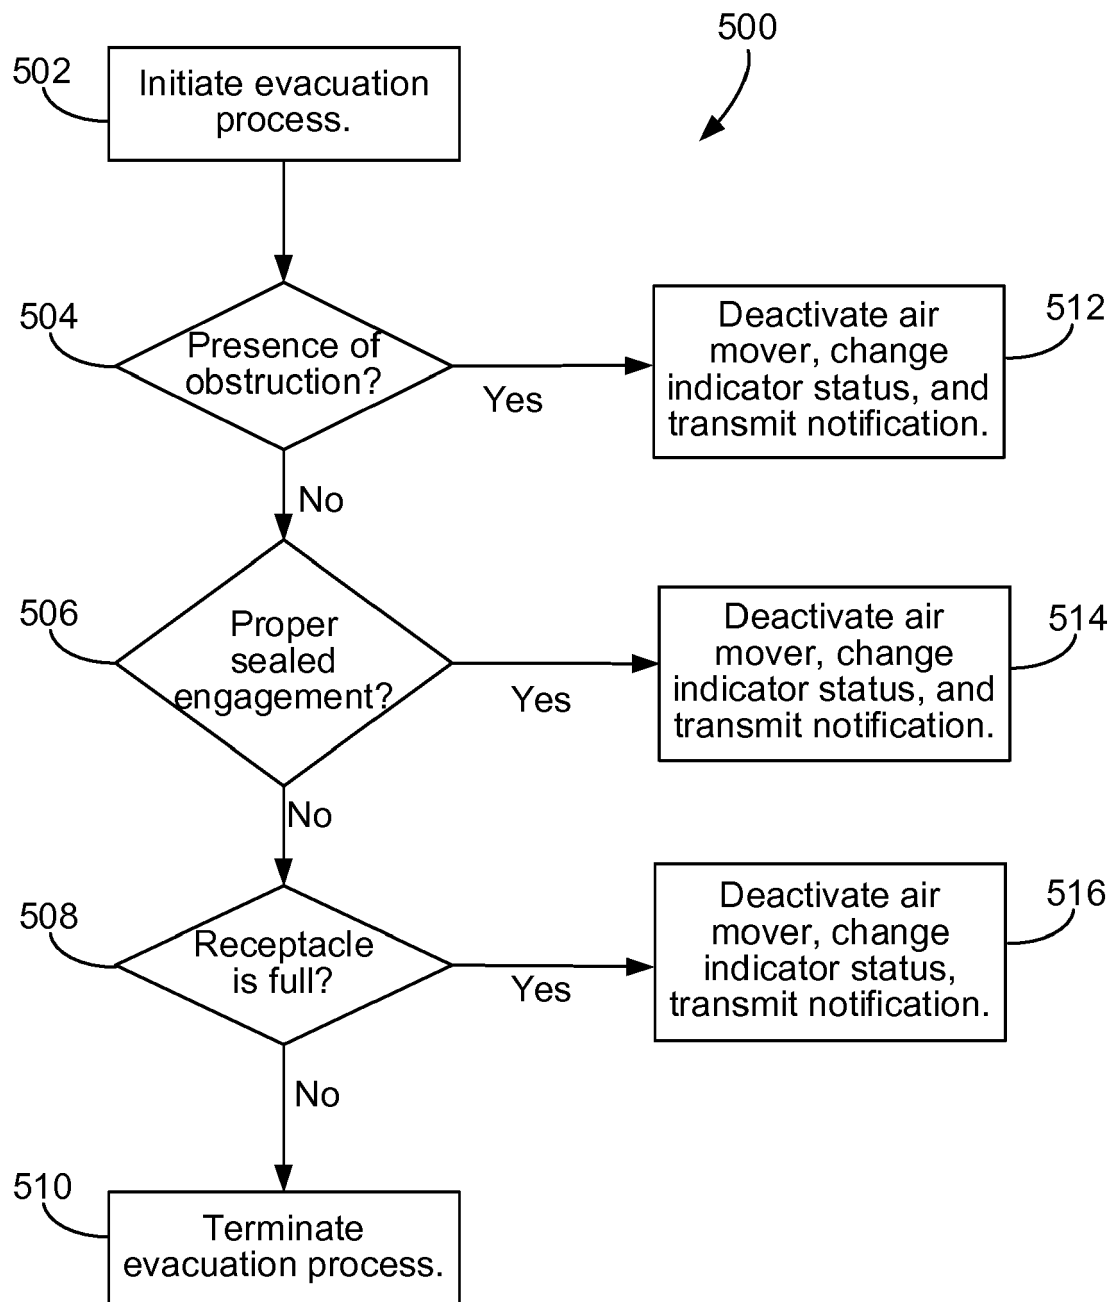 500
502
Initiate evacuation
process.
504
Presence of
obstruction?
Yes
512
Deactivate air
mover, change
indicator status, and
transmit notification.
No
506
Proper
sealed
engagement?
Yes
514
Deactivate air
mover, change
indicator status, and
transmit notification.
No
508
Receptacle
is full?
Yes
516
Deactivate air
mover, change
indicator status,
transmit notification.
No
510
Terminate
evacuation process.